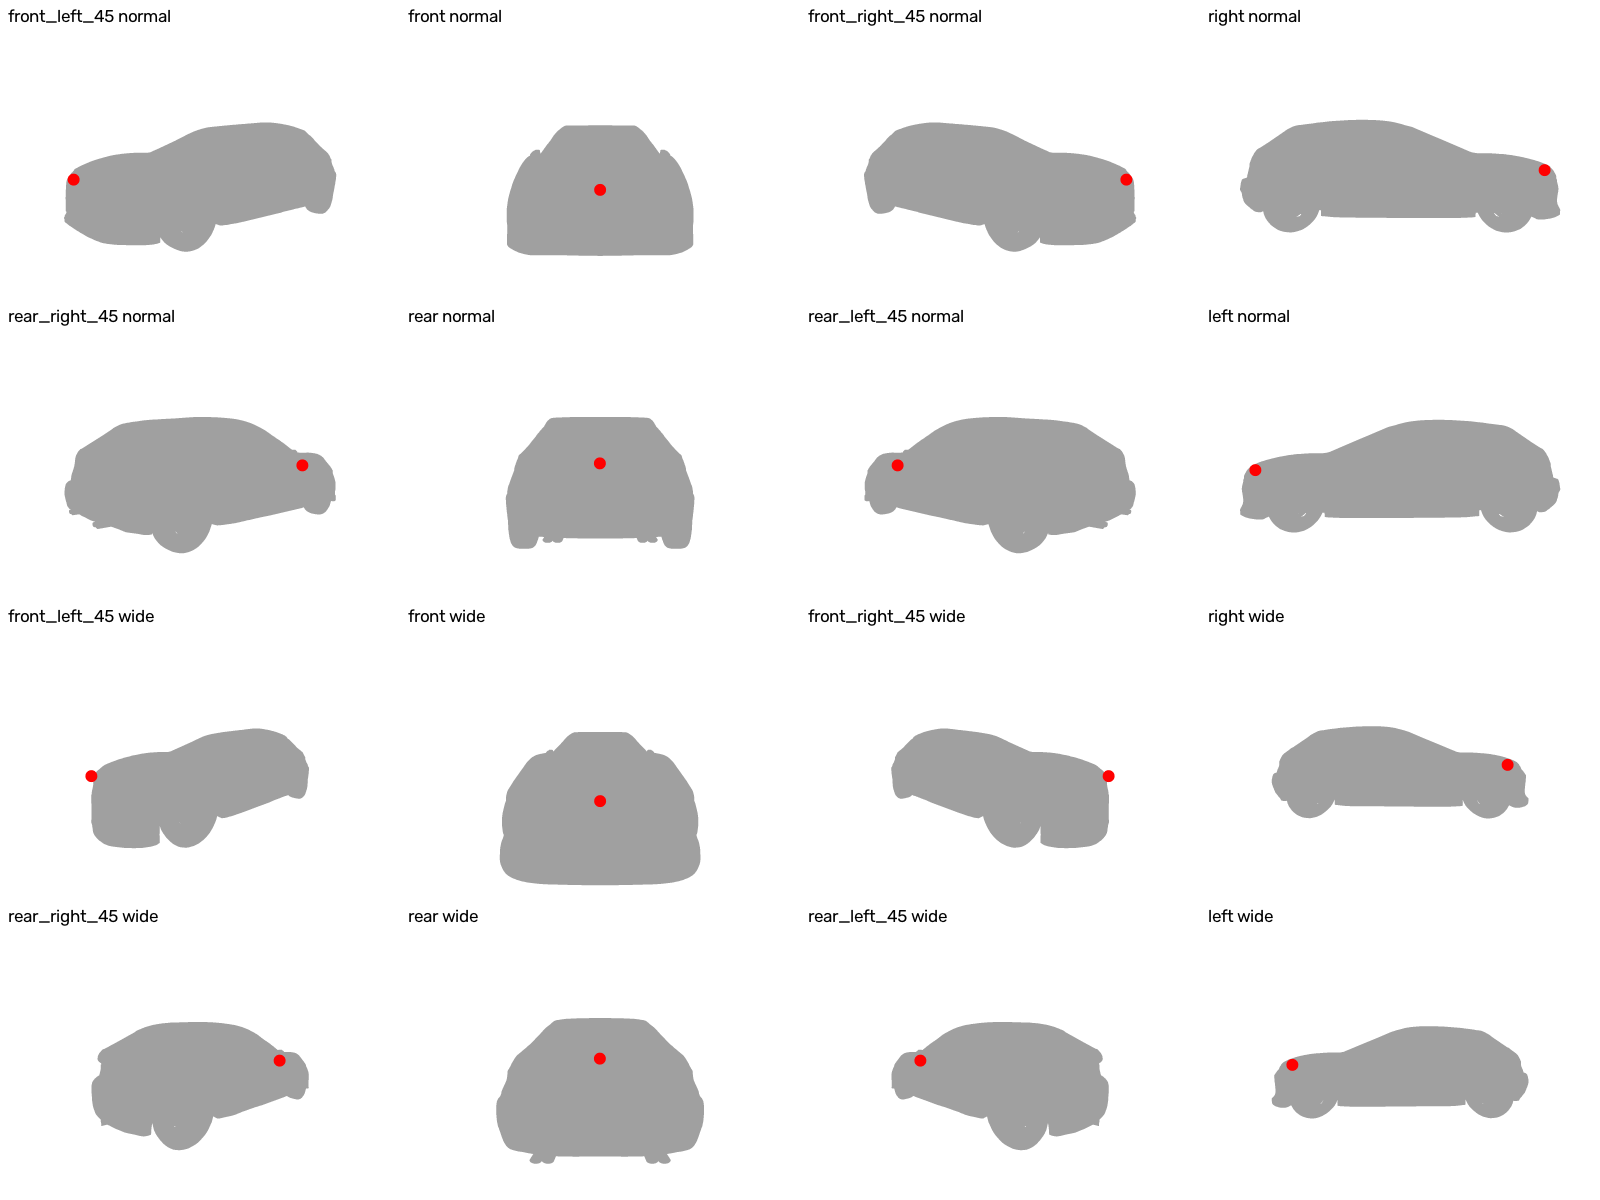 front_left_45 normal
front normal
front_right_45 normal
right normal
rear_right_45 normal
rear normal
rear_left_45 normal
left normal
front_left_45 wide
front wide
front_right_45 wide
right wide
rear_right_45 wide
rear wide
rear_left_45 wide
left wide